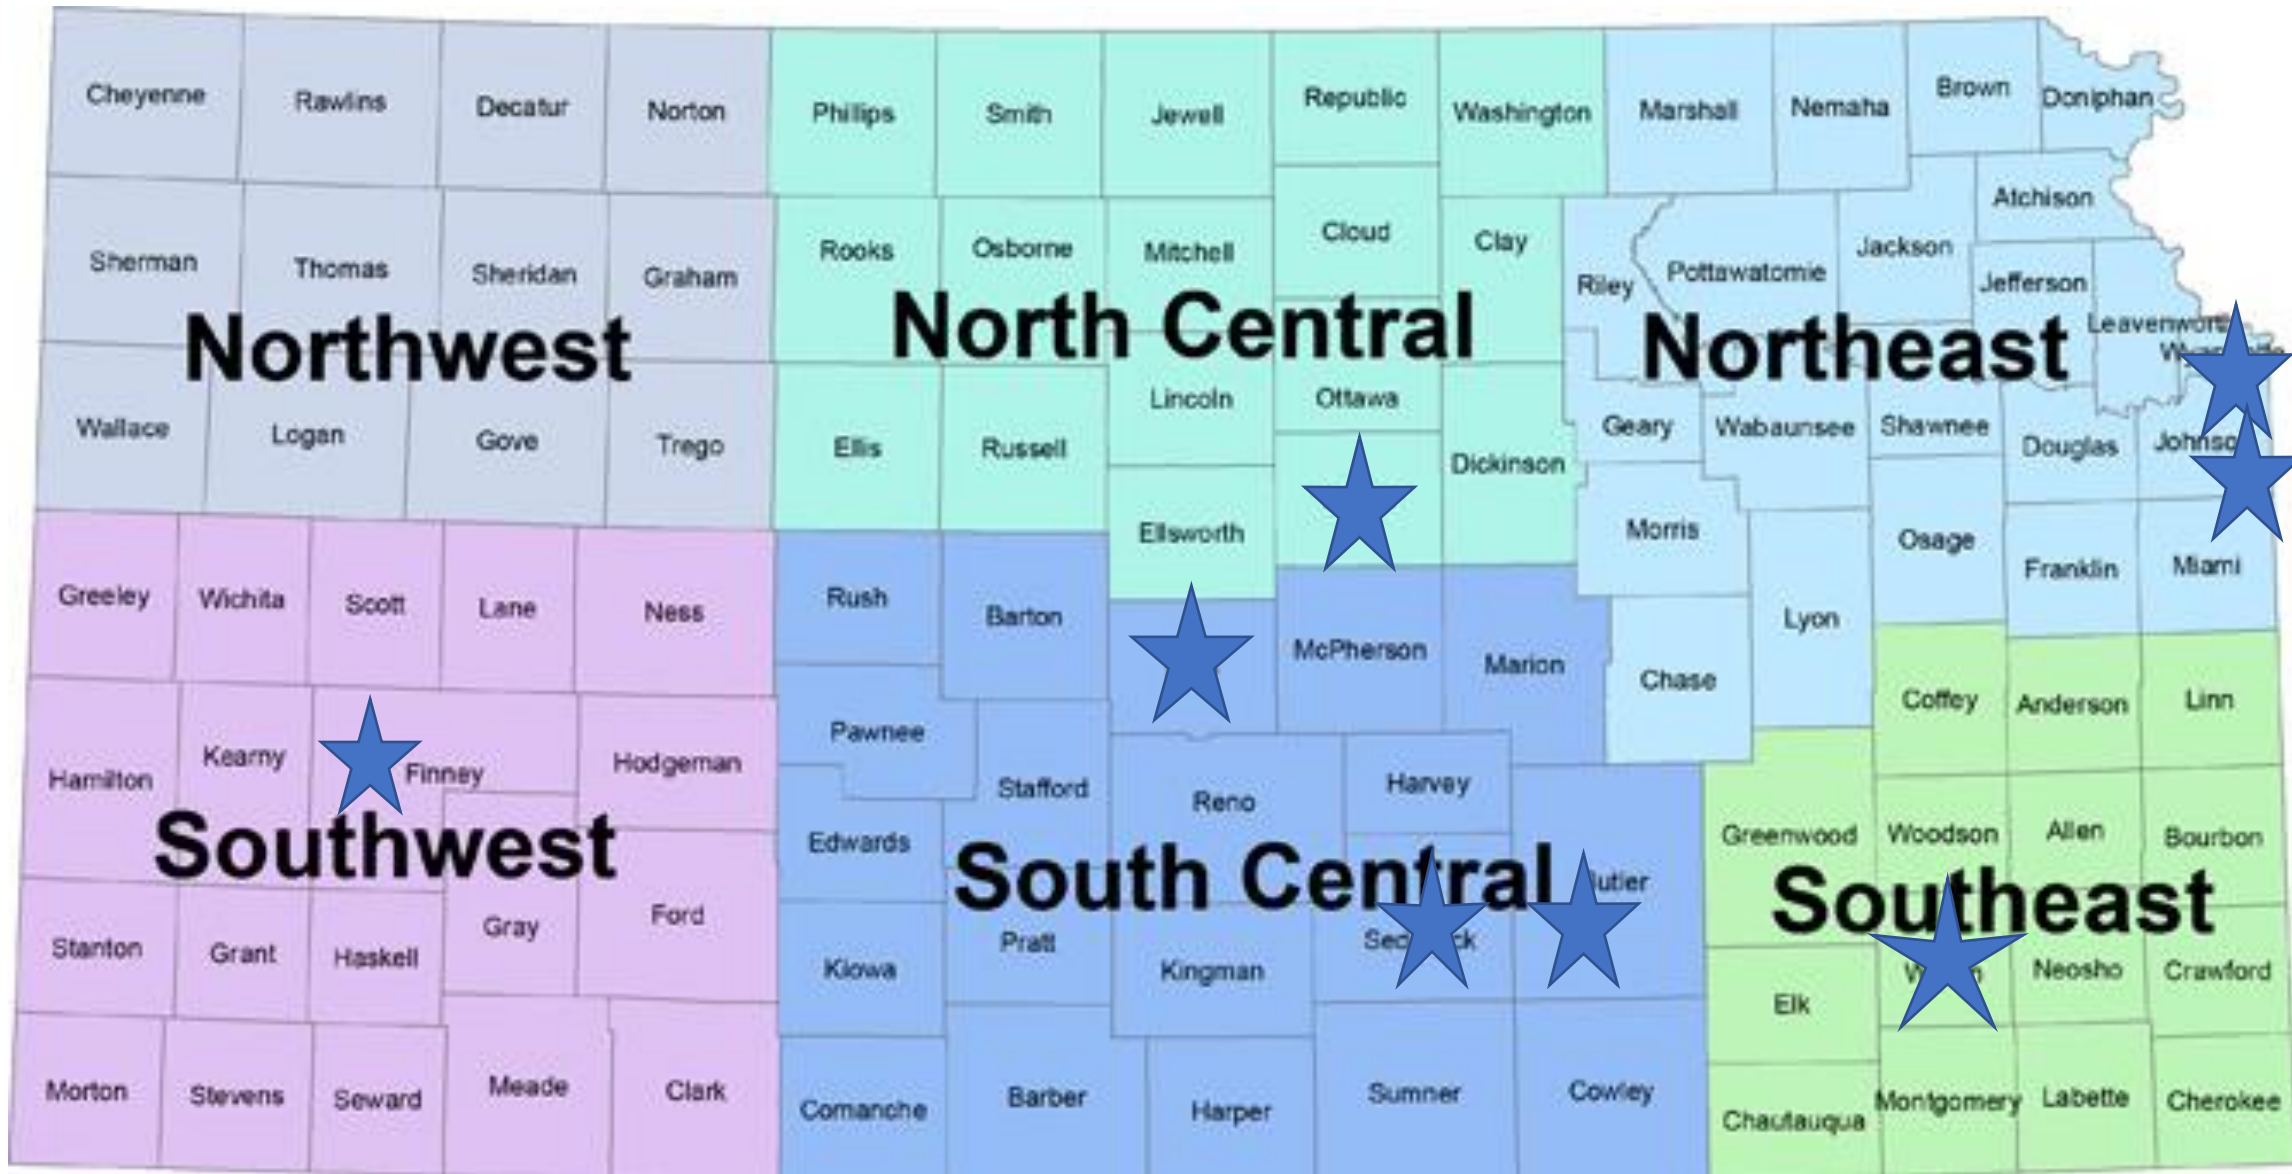 Cheyenne
Rawlins
Decatur
Norton
Phillips
Smith
Jewell
Republic
Washington
Marshall
Nemaha
Brown
Doniphan
Atchison
Sherman
Thomas
Sheridan
Graham
Rooks
Osborne
Mitchell
Cloud
Clay
Riley
Pottawatomie
Jackson
Jefferson
Leavenwort
Northwest
North Central
Northeast
Wallace
Logan
Gove
Trego
Ellis
Russell
Lincoln
Ottawa
Dickinson
Geary
Wabaunsee
Shawnee
Douglas
Johnso
Ellsworth
Morris
Osage
Franklin
Miami
Greeley
Wichita
Scott
Lane
Ness
Rush
Barton
McPherson
Marion
Chase
Lyon
Coffey
Anderson
Linn
Hamilton
Kearny
Finney
Hodgeman
Pawnee
Stafford
Reno
Harvey
Southwest
Edwards
South Central
utler
Greenwood
Woodson
Allen
Bourbon
Southeast
Stanton
Grant
Haskell
Gray
Ford
Kiowa
Pratt
Kingman
Sed ck
Elk
Neosho
Crawford
Morton
Stevens
Seward
Meade
Clark
Comanche
Barber
Harper
Sumner
Cowley
Chautauqua
Montgomery
Labette
Cherokee